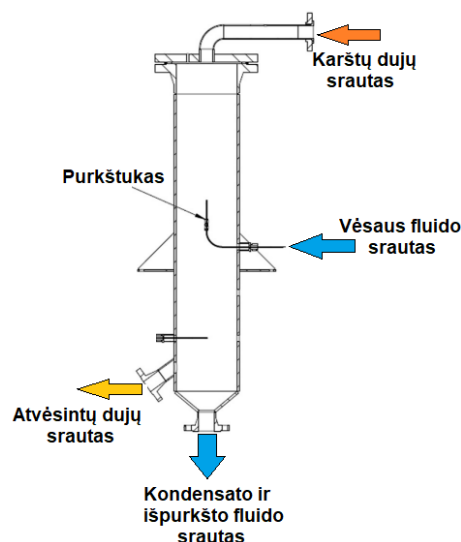 Karštų dujų
srautas
Purkštukas
Vėsaus fluido
srautas
Atvėsintų dujų
srautas
Kondensato ir
išpurkšto fluido
srautas